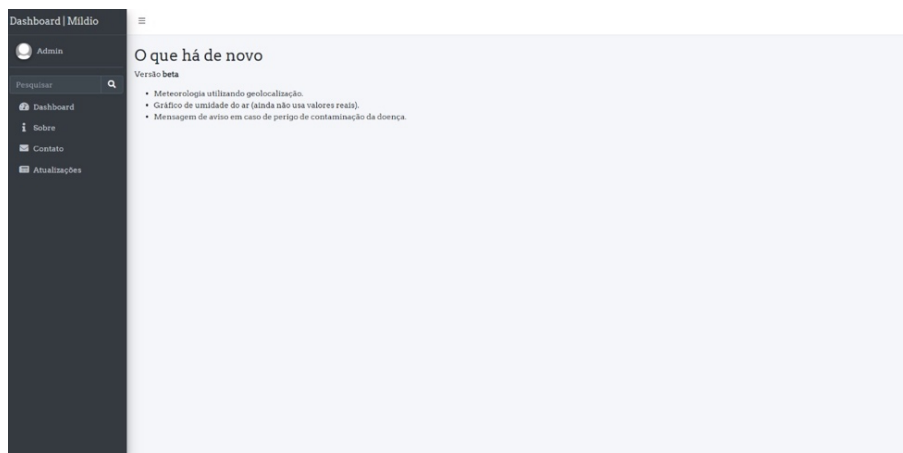 Dashboard | Míldio
Admin
Pesquisar
Dashboard
Sobre
Contato
Atualizações
O que há de novo
Versão beta
Meteorologia utilizando geolocalização.
Gráfico de umidade do ar (ainda não usa valores reais).
Mensagem de aviso em caso de perigo de contaminação da doença.